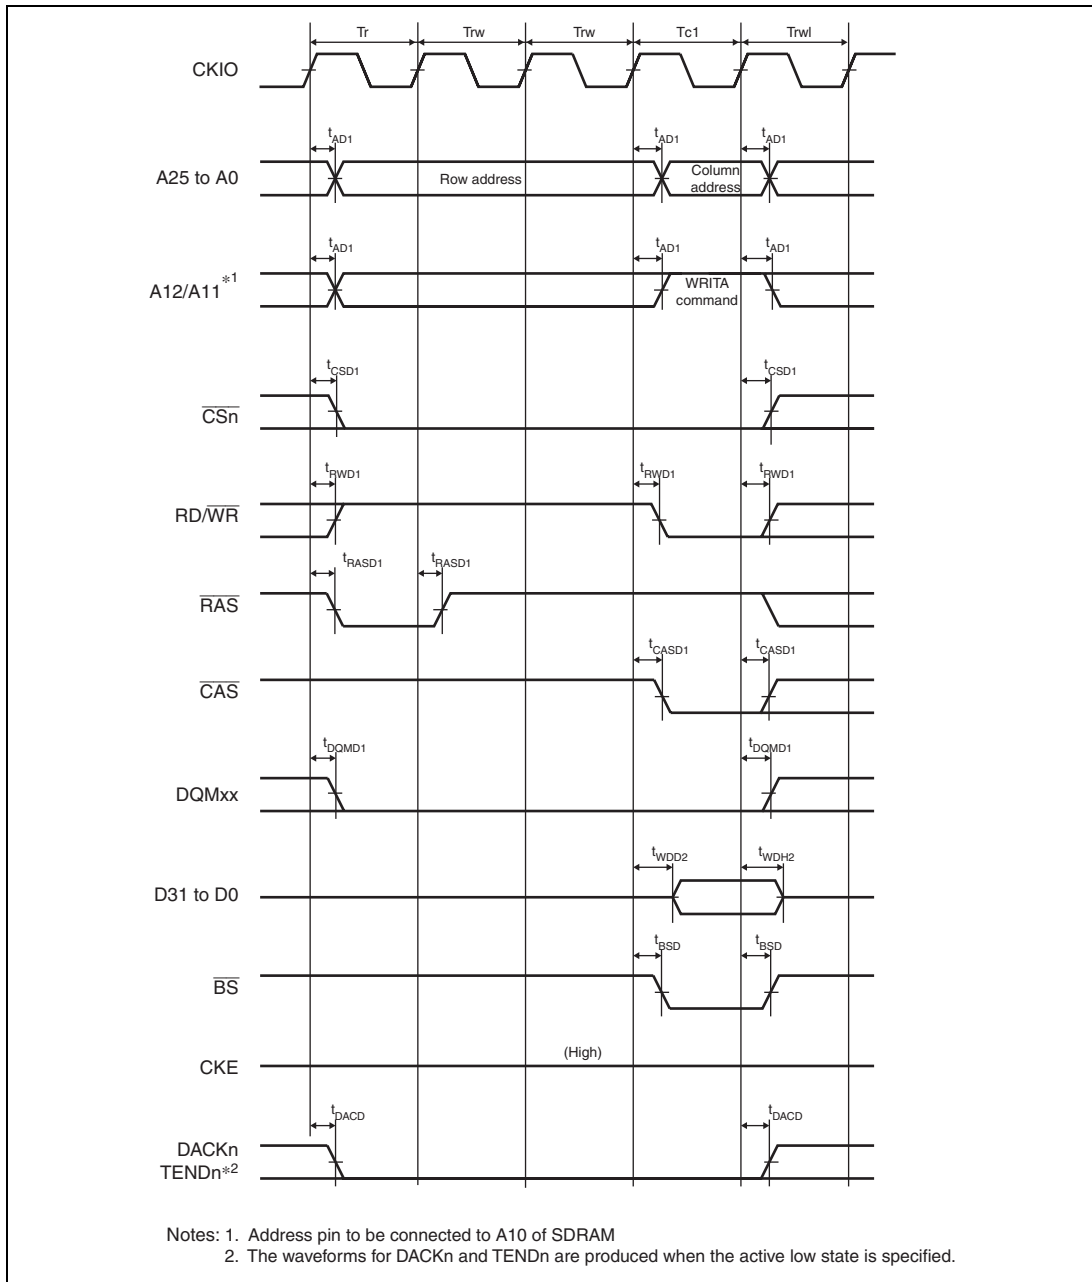 Tr Trw Trw Tc1 Trwl
CKIO
tAD1 tAD1 tAD1
A25 to A0 Row address Column address
tAD1 tAD1 tAD1
A12/A11*1 WRITA command
tCSD1 tCSD1
CSn
tRWD1 tRWD1 tRWD1
RD/WR
tRASD1 tRASD1
RAS
tCASD1 tCASD1
CAS
tDQMD1 tDQMD1
DQMxx
tWDD2 tWDH2
D31 to D0
tBSD tBSD
BS
(High)
CKE
tDACD tDACD
DACKn
TENDn*2
Notes: 1. Address pin to be connected to A10 of SDRAM
2. The waveforms for DACKn and TENDn are produced when the active low state is specified.